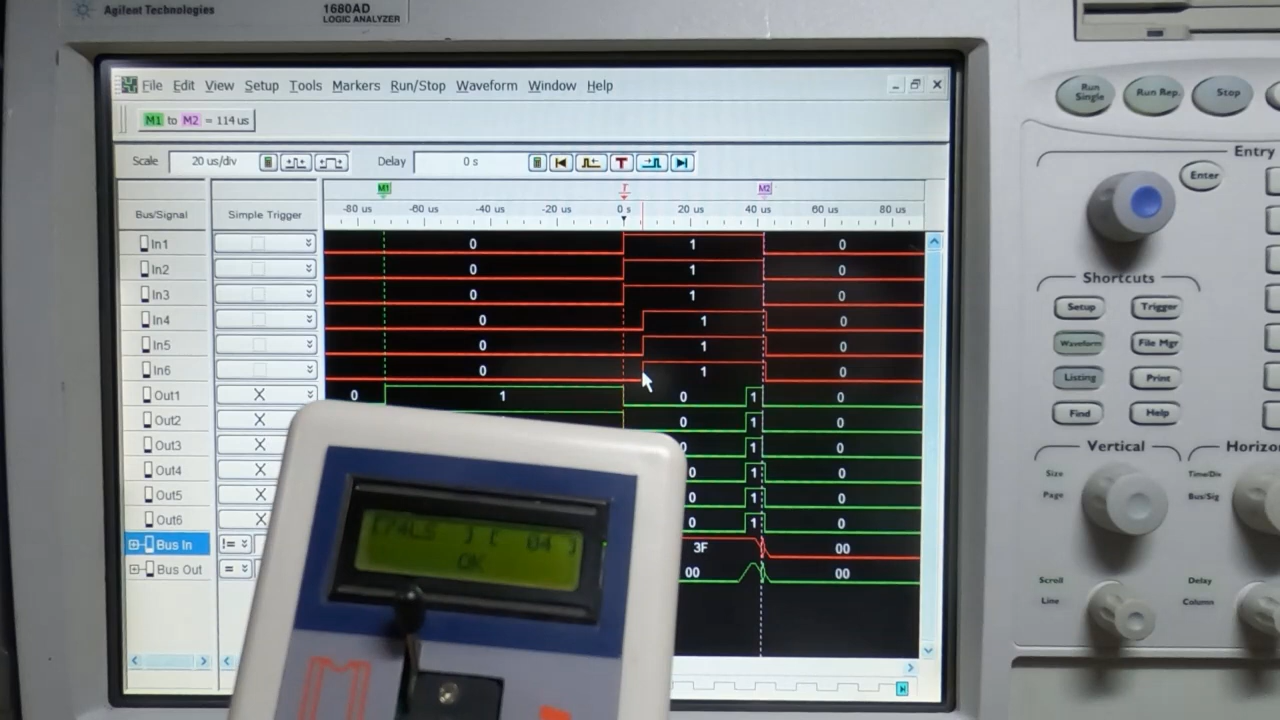 Agilent Technologies
1680AD
LOGIC ANALYZER
File Edit View Setup Tools Markers Run/Stop Waveform Window Help
M1 to M2 = 114 us
Scale 20 us/div Delay 0 s T
M1 T M2
Bus/Signal Simple Trigger -80 us -60 us -40 us -20 us 0 s 20 us 40 us 60 us 80 us
In1 0 1 0
In2 0 1 0
In3 0 1 0
In4 0 1 0
In5 0 1 0
In6 0 1 0
Out1 X 0 1 0 1 0
Out2 X 0 1 0
Out3 X 0 1 0
Out4 X 0 1 0
Out5 X 0 1 0
Out6 X 0 1 0
Bus In != 3F 00
Bus Out = 00 00
[74LS ] [ 04 ]
OK
Run Single
Run Rep.
Stop
Entry
Enter
Shortcuts
Setup Trigger
Waveform File Mgr
Listing Print
Find Help
Vertical
Size
Page
Scroll
Line
Time/Div
Bus/Sig
Delay
Column